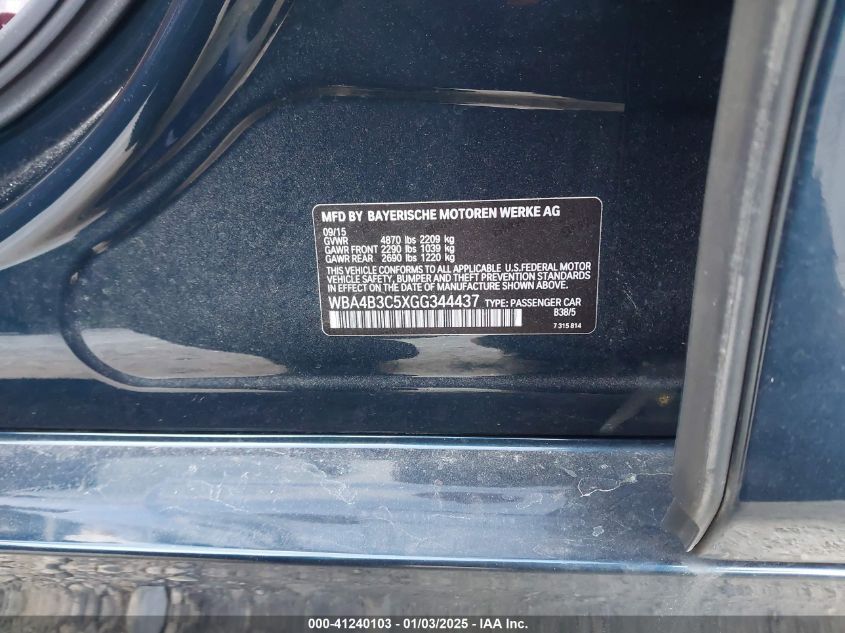 MFD BY BAYERISCHE MOTOREN WERKE AG
09/15
GVWR 4870 lbs 2209 kg
GAWR FRONT 2290 lbs 1039 kg
GAWR REAR 2690 lbs 1220 kg
THIS VEHICLE CONFORMS TO ALL APPLICABLE U.S.FEDERAL MOTOR
VEHICLE SAFETY, BUMPER AND THEFT PREVENTION STANDARDS
IN EFFECT ON THE DATE OF MANUFACTURE SHOWN ABOVE.
WBA4B3C5XGG344437 TYPE: PASSENGER CAR
B38/5
7 315 814
000-41240103 - 01/03/2025 - IAA Inc.